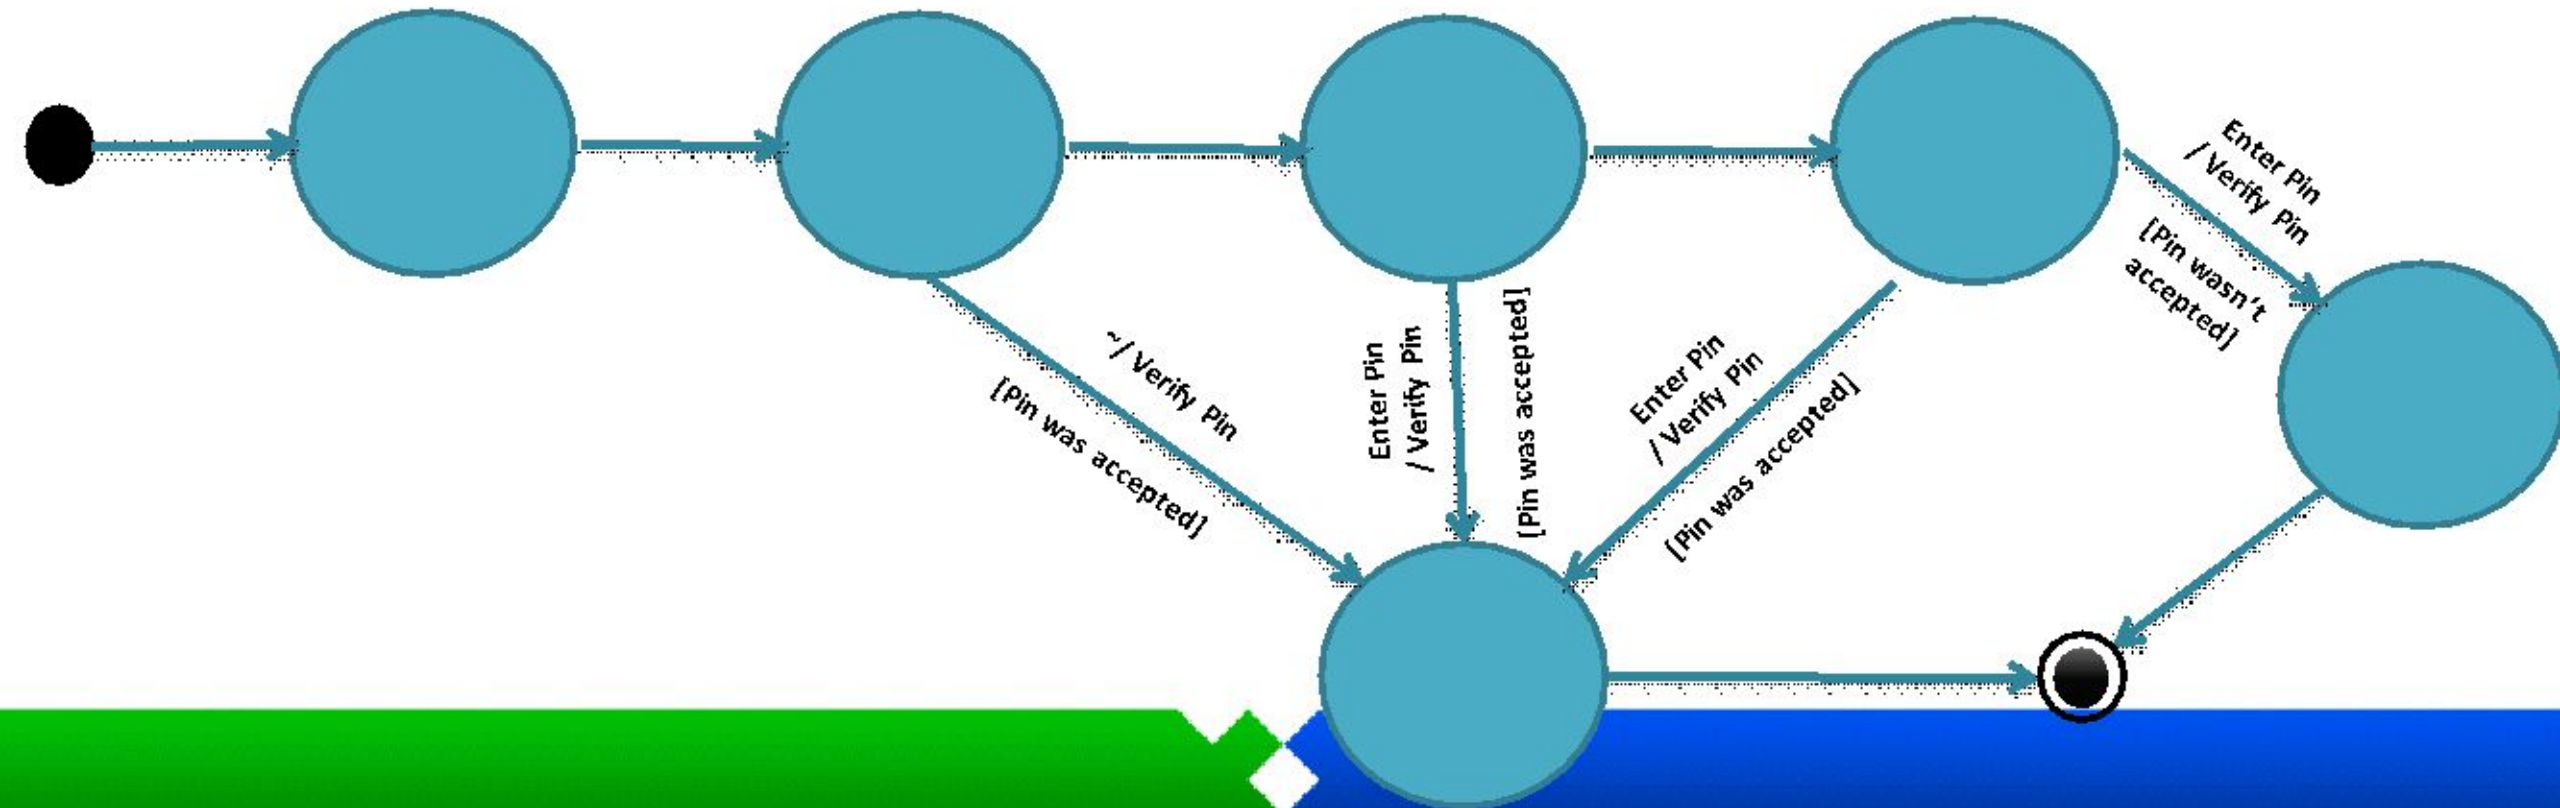 Enter Pin
/ Verify Pin
[Pin wasn't
accepted]
~/ Verify Pin
[Pin was accepted]
Enter Pin
/ Verify Pin
[Pin was accepted]
Enter Pin
/ Verify Pin
[Pin was accepted]